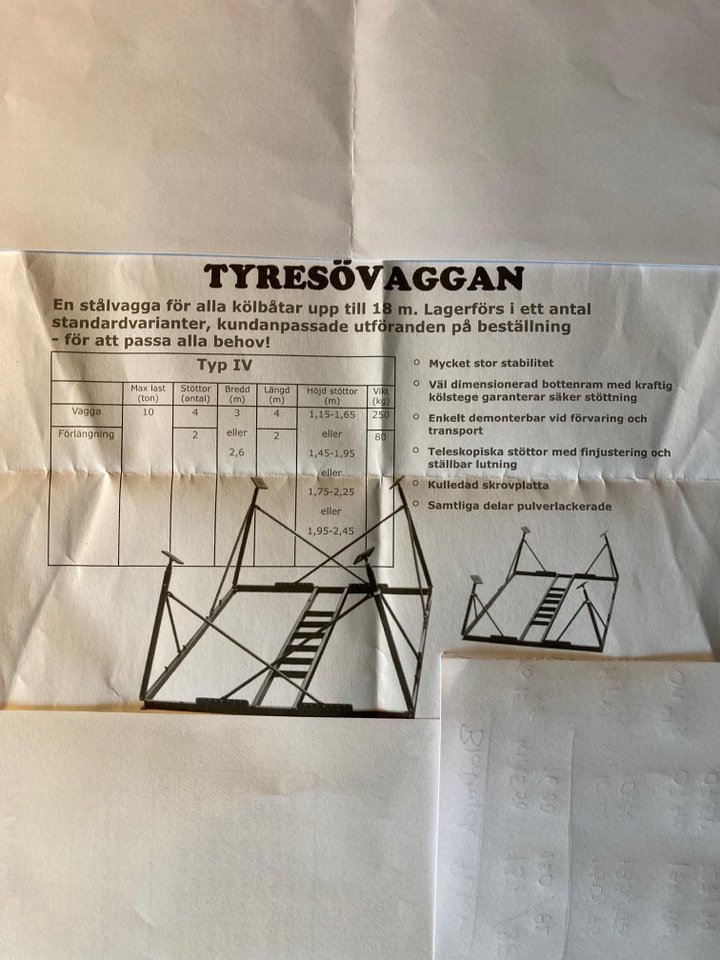 TYRESÖVAGGAN
En stålvagga för alla kölbåtar upp till 18 m. Lagerförs i ett antal
standardvarianter, kundanpassade utföranden på beställning
- för att passa alla behov!
Typ IV
Max last (ton) Stöttor (antal) Bredd (m) Längd (m) Höjd stöttor (m) Vikt (kg)
Vagga 10 4 3 4 1,15-1,65 250
Förlängning 2 eller 2 eller 80
2,6 1,45-1,95
eller
1,75-2,25
eller
1,95-2,45
Mycket stor stabilitet
Väl dimensionerad bottenram med kraftig
kölstege garanterar säker stöttning
Enkelt demonterbar vid förvaring och
transport
Teleskopiska stöttor med finjustering och
ställbar lutning
Kulledad skrovplatta
Samtliga delar pulverlackerade